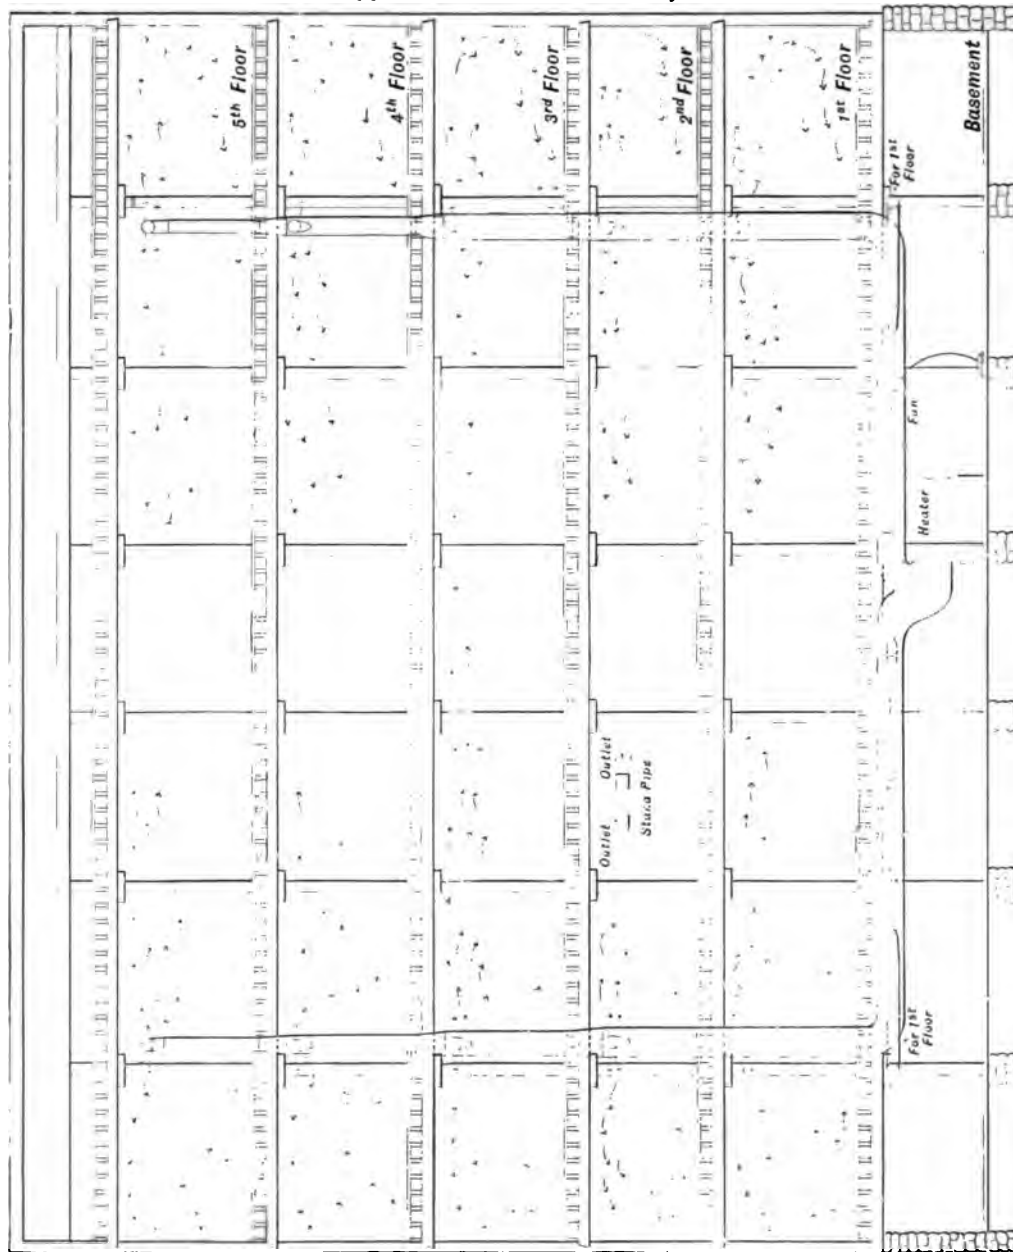 5th Floor
4th Floor
3rd Floor
Outlet Outlet
Stand Pipe
2nd Floor
1st Floor
For 1st
Floor
Heater
Fan
For 1st
Floor
Basement